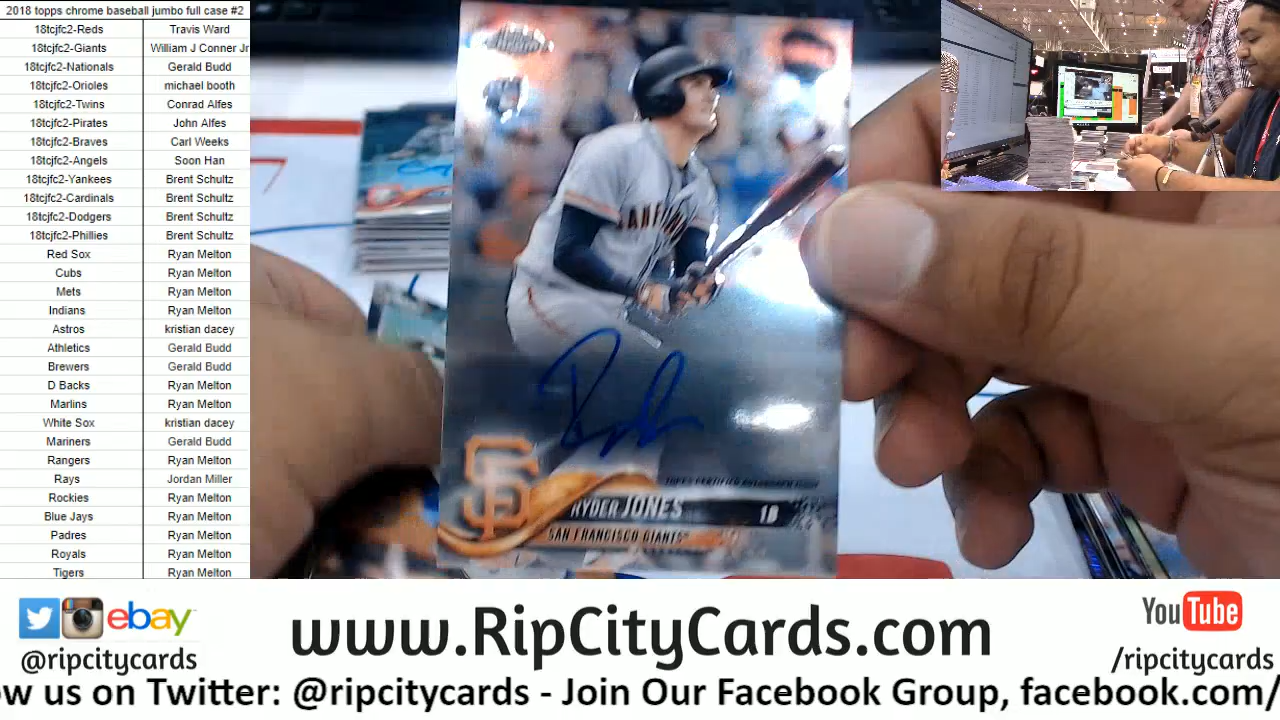 2018 topps chrome baseball jumbo full case #2
18tcjfc2-Reds Travis Ward
18tcjfc2-Giants William J Conner Jr
18tcjfc2-Nationals Gerald Budd
18tcjfc2-Orioles michael booth
18tcjfc2-Twins Conrad Alfes
18tcjfc2-Pirates John Alfes
18tcjfc2-Braves Carl Weeks
18tcjfc2-Angels Soon Han
18tcjfc2-Yankees Brent Schultz
18tcjfc2-Cardinals Brent Schultz
18tcjfc2-Dodgers Brent Schultz
18tcjfc2-Phillies Brent Schultz
Red Sox Ryan Melton
Cubs Ryan Melton
Mets Ryan Melton
Indians Ryan Melton
Astros kristian dacey
Athletics Gerald Budd
Brewers Gerald Budd
D Backs Ryan Melton
Marlins Ryan Melton
White Sox kristian dacey
Mariners Gerald Budd
Rangers Ryan Melton
Rays Jordan Miller
Rockies Ryan Melton
Blue Jays Ryan Melton
Padres Ryan Melton
Royals Ryan Melton
Tigers Ryan Melton
SF
TOPPS CERTIFIED AUTOGRAPH ISSUE
RYDER JONES 1B
SAN FRANCISCO GIANTS
ebay
@ripcitycards
www.RipCityCards.com
YouTube
/ripcitycards
ow us on Twitter: @ripcitycards - Join Our Facebook Group, facebook.com/